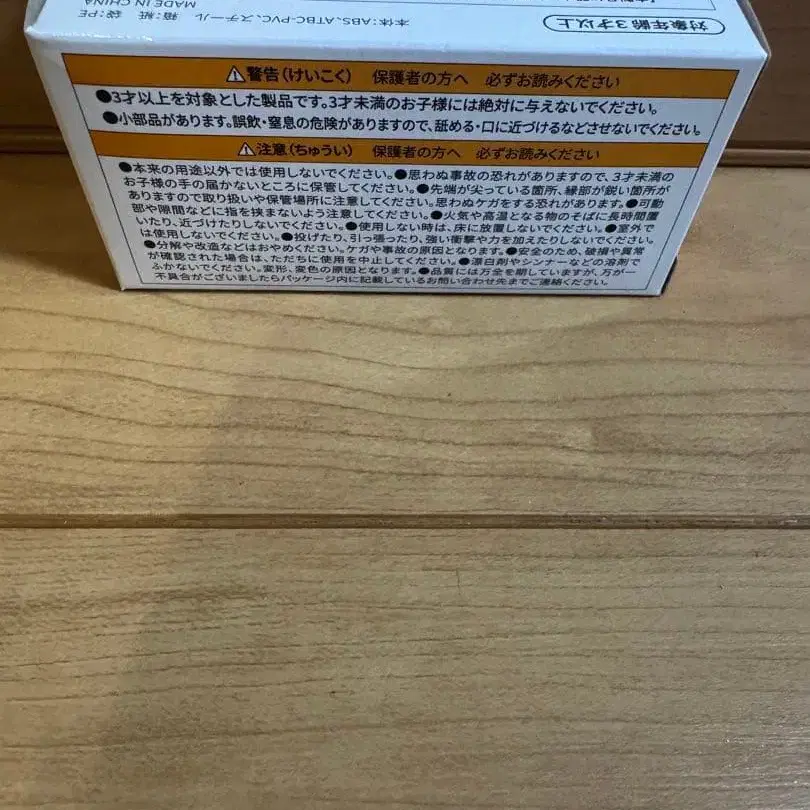 対象年齢3才以上
本体:ABS、ATBC-PVC、スチール 箱:紙 袋:PE
MADE IN CHINA
⚠警告(けいこく) 保護者の方へ 必ずお読みください
●3才以上を対象とした製品です。3才未満のお子様には絶対に与えないでください。
●小部品があります。誤飲・窒息の危険がありますので、舐める・口に近づけるなどさせないでください。
⚠注意(ちゅうい) 保護者の方へ 必ずお読みください
●本来の用途以外では使用しないでください。●思わぬ事故の恐れがありますので、3才未満の
お子様の手の届かないところに保管してください。●先端が尖っている箇所、縁部が鋭い箇所が
ありますので取り扱いや保管場所に注意してください。思わぬケガをする恐れがあります。●可動
部や隙間などに指を挟まないよう注意してください。●火気や高温となる物のそばに長時間置
いたり、近づけたりしないでください。●使用しない時は、床に放置しないでください。●室外で
は使用しないでください。●投げたり、引っ張ったり、強い衝撃や力を加えたりしないでください。
●分解や改造などはおやめください。ケガや事故の原因となります。●安全のため、破損や異常
が確認された場合は、ただちに使用を中止してください。●漂白剤やシンナーなどの溶剤で
ふかないでください。変形、変色の原因となります。●品質には万全を期していますが、万が一
不具合がございましたらパッケージ内に記載しているお問い合わせ先までご連絡ください。